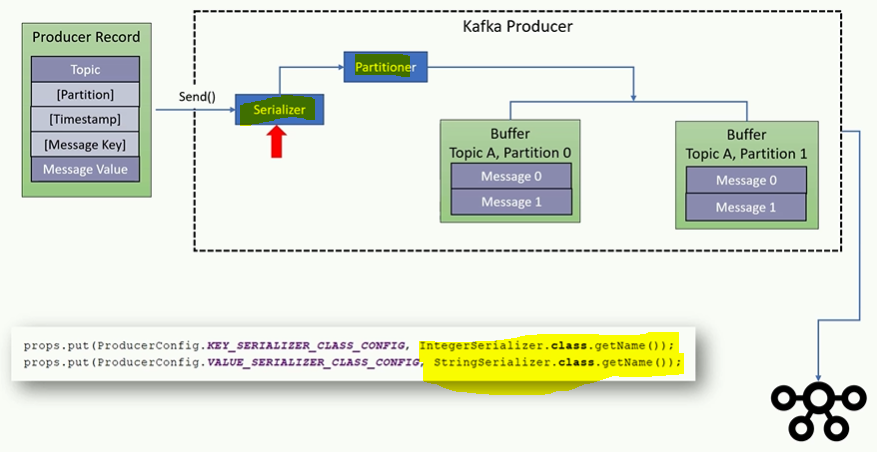 Kafka Producer
Producer Record
Topic
[Partition]
[Timestamp]
[Message Key]
Message Value
Send()
Serializer
Partitioner
Buffer
Topic A, Partition 0
Message 0
Message 1
Buffer
Topic A, Partition 1
Message 0
Message 1
props.put(ProducerConfig.KEY_SERIALIZER_CLASS_CONFIG, IntegerSerializer.class.getName());
props.put(ProducerConfig.VALUE_SERIALIZER_CLASS_CONFIG, StringSerializer.class.getName());